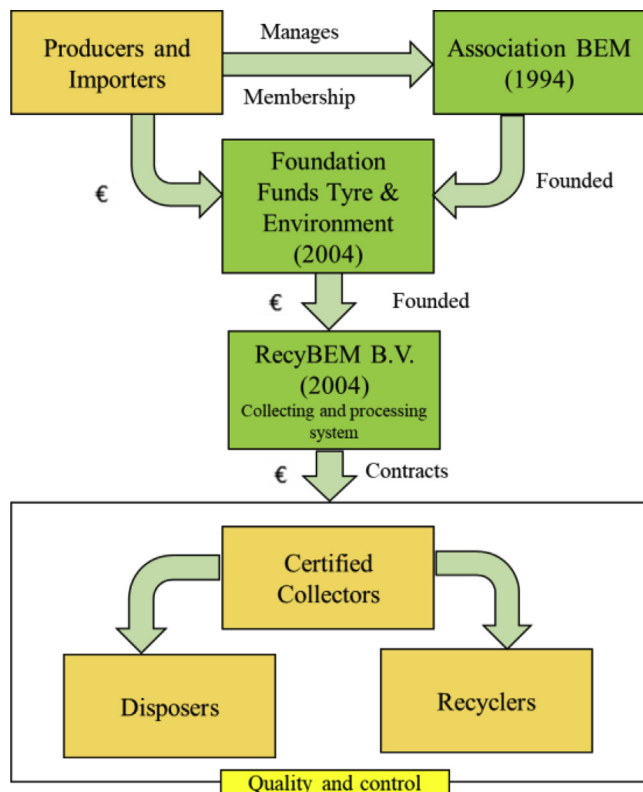 Producers and
Importers
Manages
Membership
Association BEM
(1994)
€
Foundation
Funds Tyre &
Environment
(2004)
Founded
€
Founded
RecyBEM B.V.
(2004)
Collecting and processing
system
€
Contracts
Certified
Collectors
Disposers
Recyclers
Quality and control